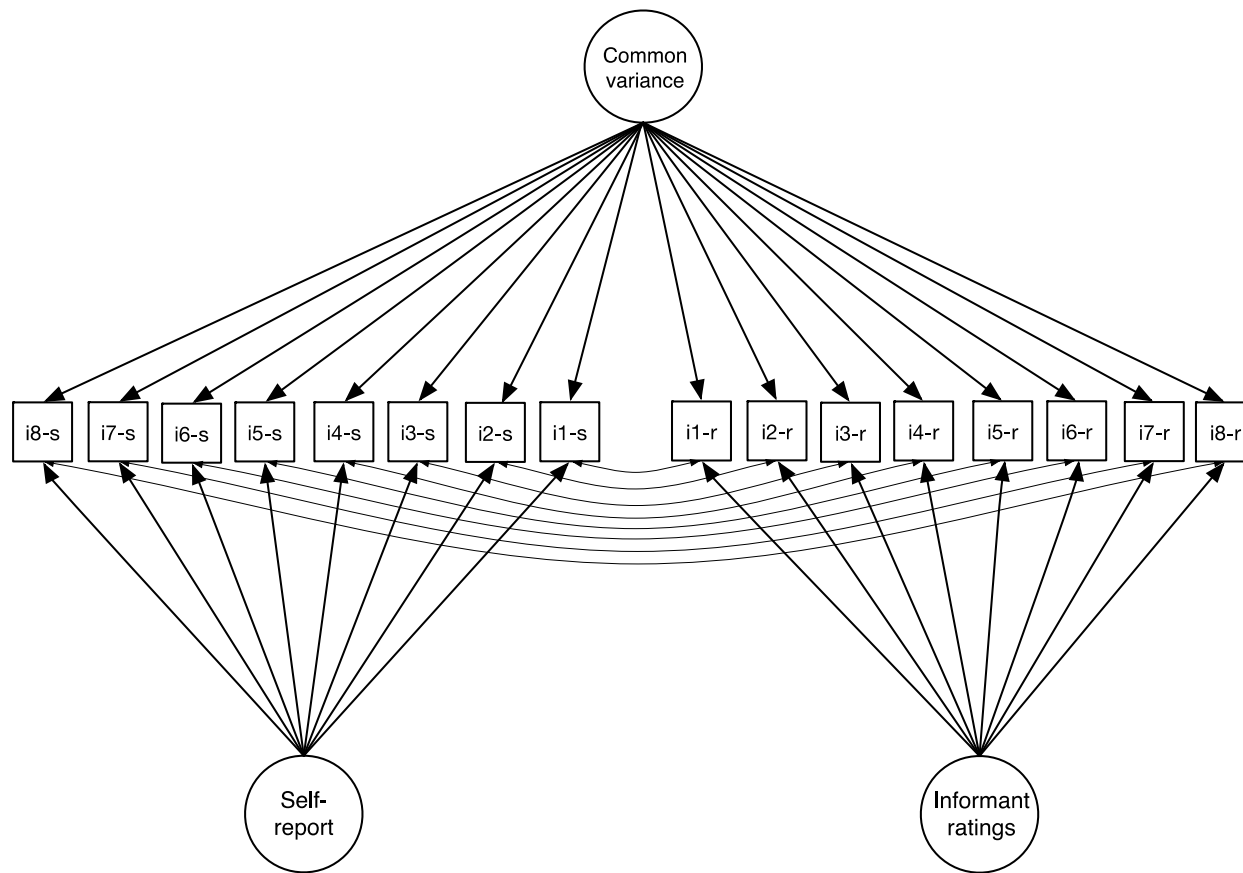 Common
variance
i8-s
i7-s
i6-s
i5-s
i4-s
i3-s
i2-s
i1-s
i1-r
i2-r
i3-r
i4-r
i5-r
i6-r
i7-r
i8-r
Self-
report
Informant
ratings